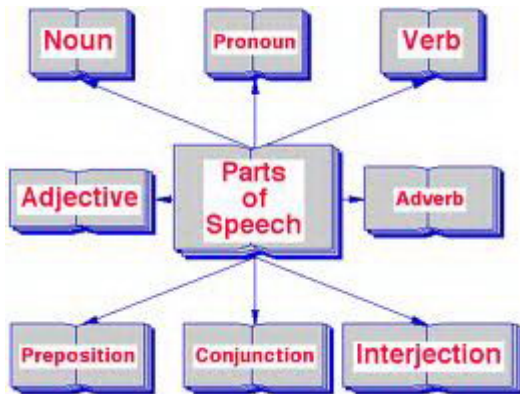 Noun
Pronoun
Verb
Adjective
Parts
of
Speech
Adverb
Preposition
Conjunction
Interjection